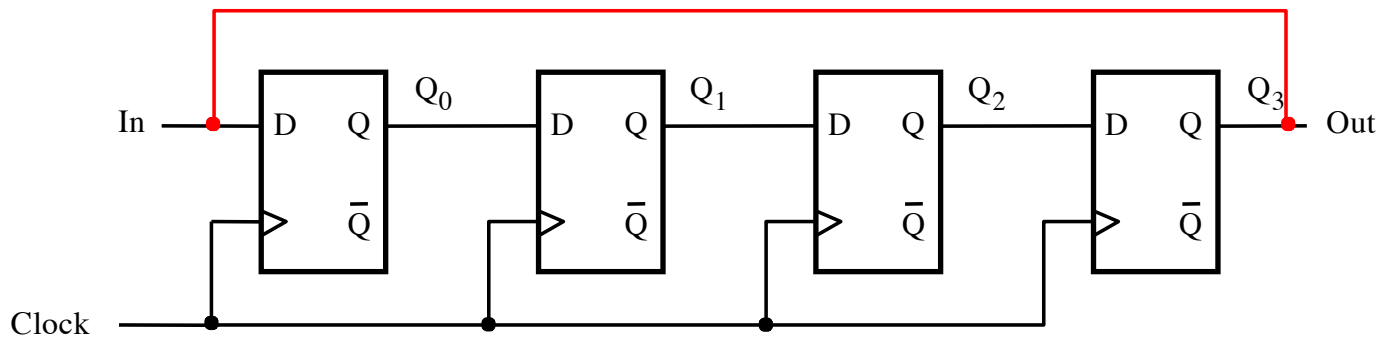 Q0 Q1 Q2 Q3
In D Q D Q D Q D Q Out
Q̅ Q̅ Q̅ Q̅
Clock